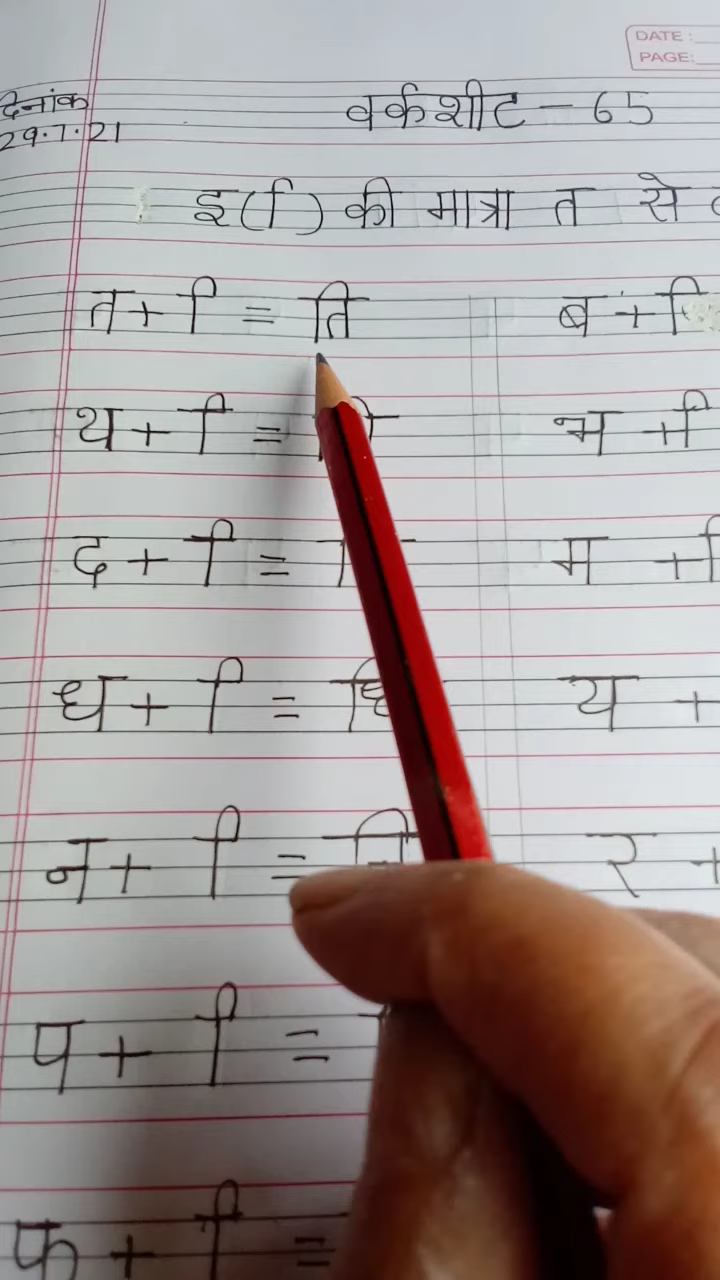 DATE :
PAGE:
दिनांक
29.7.21
वर्कशीट - 65
इ(ि) की मात्रा त से
त + ि = ति
ब + ि
थ + ि =
भ + ि
द + ि =
म + ि
ध + ि = धि
य +
न + ि = नि
र +
प + ि =
फ + ि =